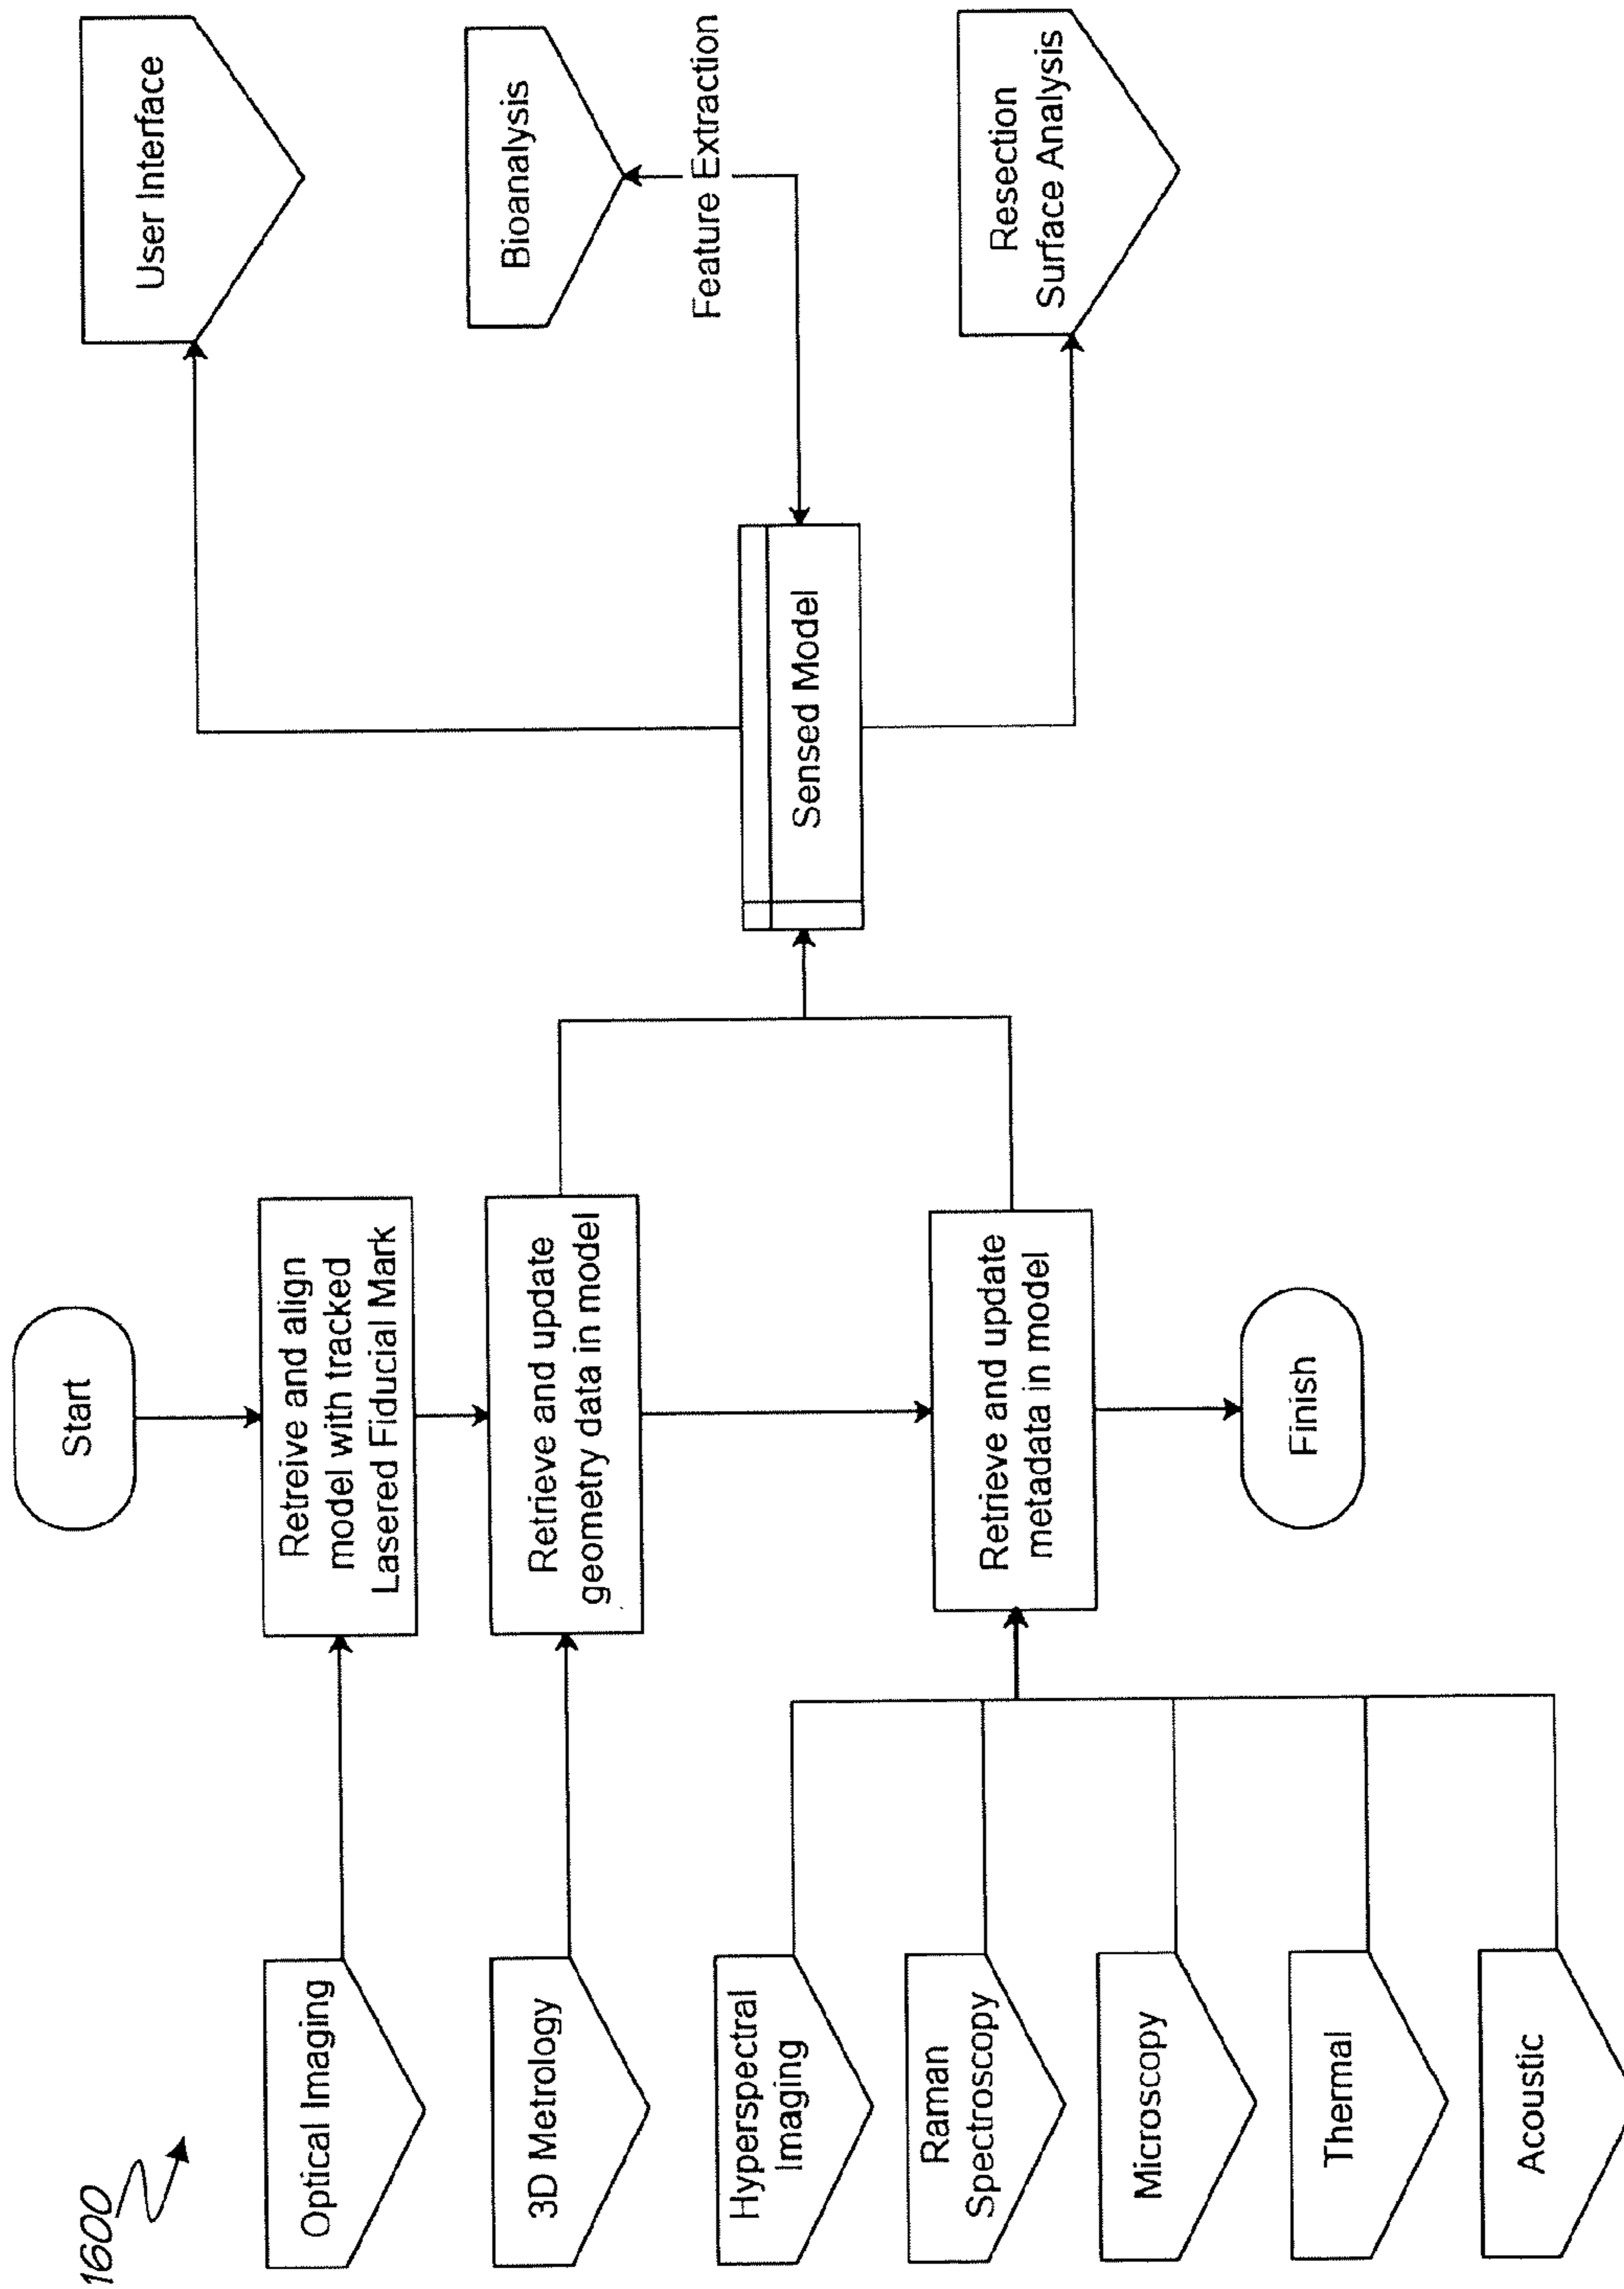 1600
Start
Optical Imaging
Retreive and align
model with tracked
Lasered Fiducial Mark
User Interface
3D Metrology
Retrieve and update
geometry data in model
Bioanalysis
Feature Extraction
Hyperspectral
Imaging
Sensed Model
Raman
Spectroscopy
Retrieve and update
metadata in model
Resection
Surface Analysis
Microscopy
Thermal
Finish
Acoustic